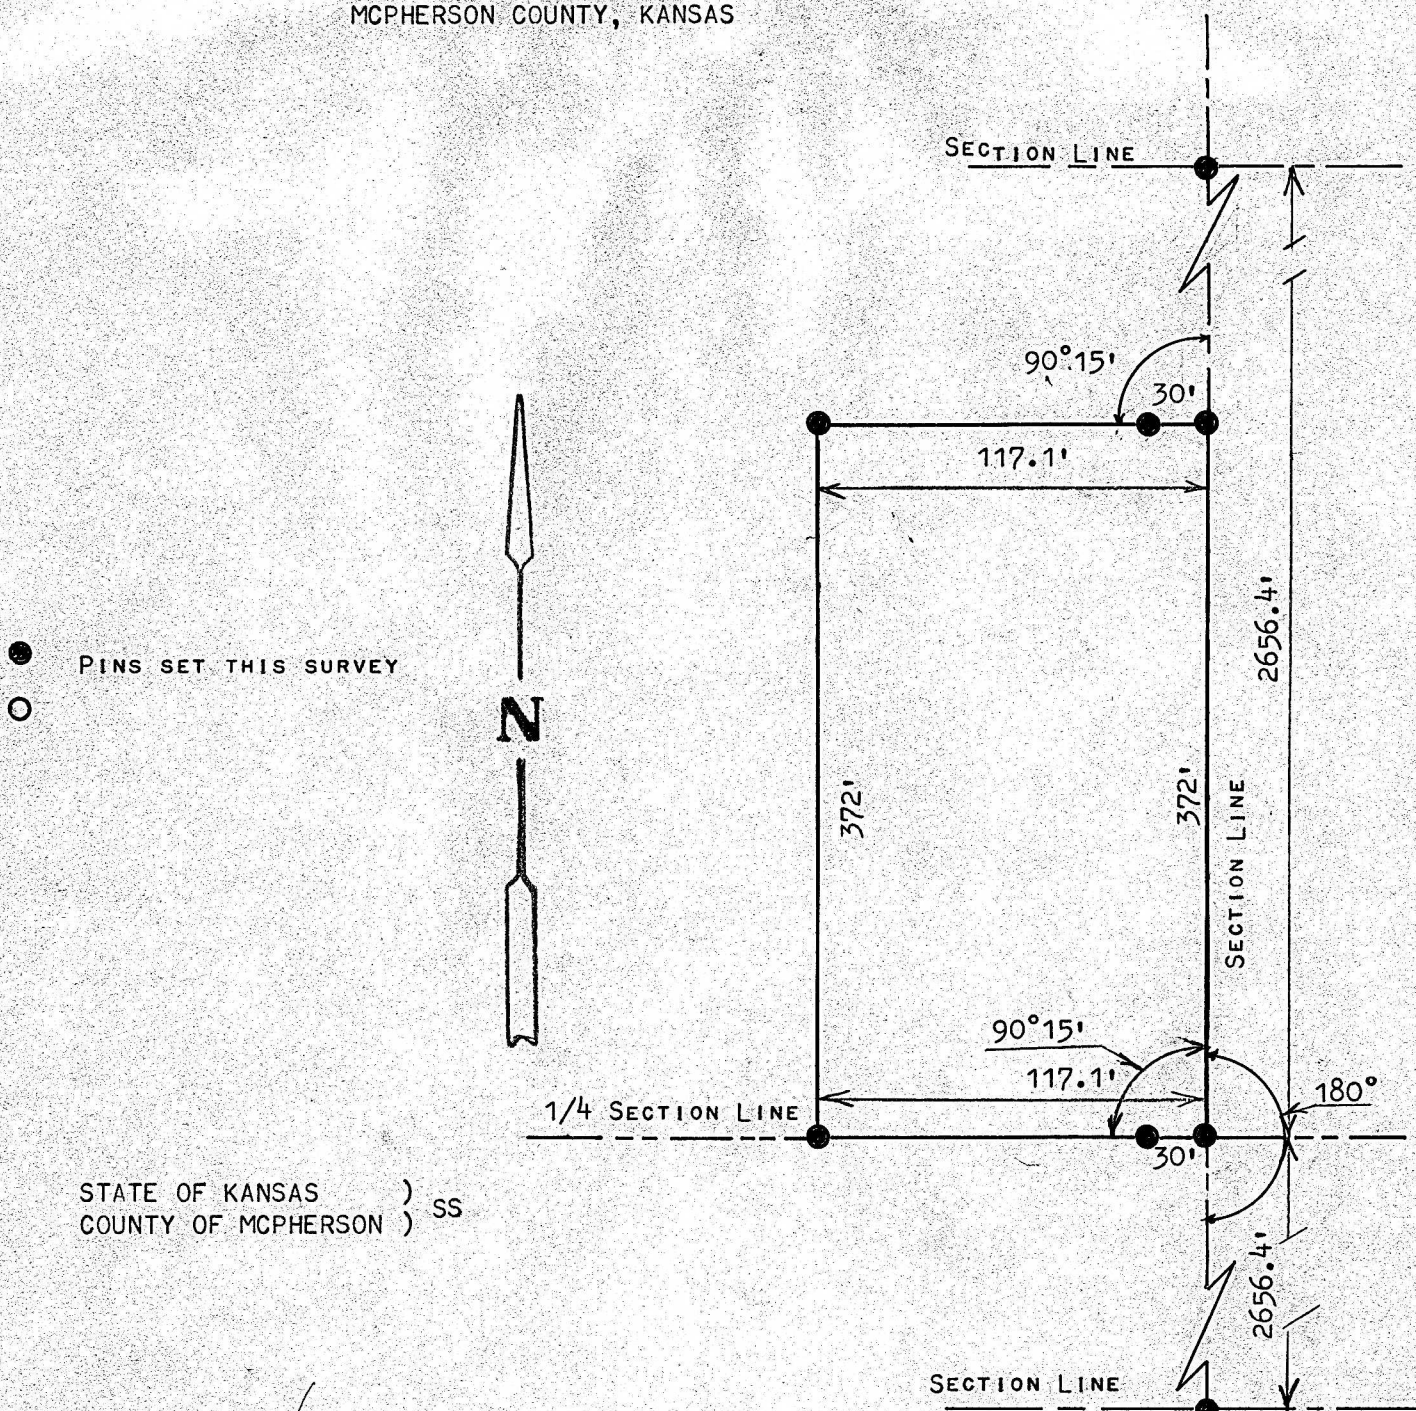 MCPHERSON COUNTY, KANSAS
SECTION LINE
90°15'
30'
117.1'
2656.4'
PINS SET THIS SURVEY
N
372'
372'
SECTION LINE
90°15'
117.1'
180°
1/4 SECTION LINE
30'
STATE OF KANSAS )
COUNTY OF MCPHERSON ) SS
2656.4'
SECTION LINE